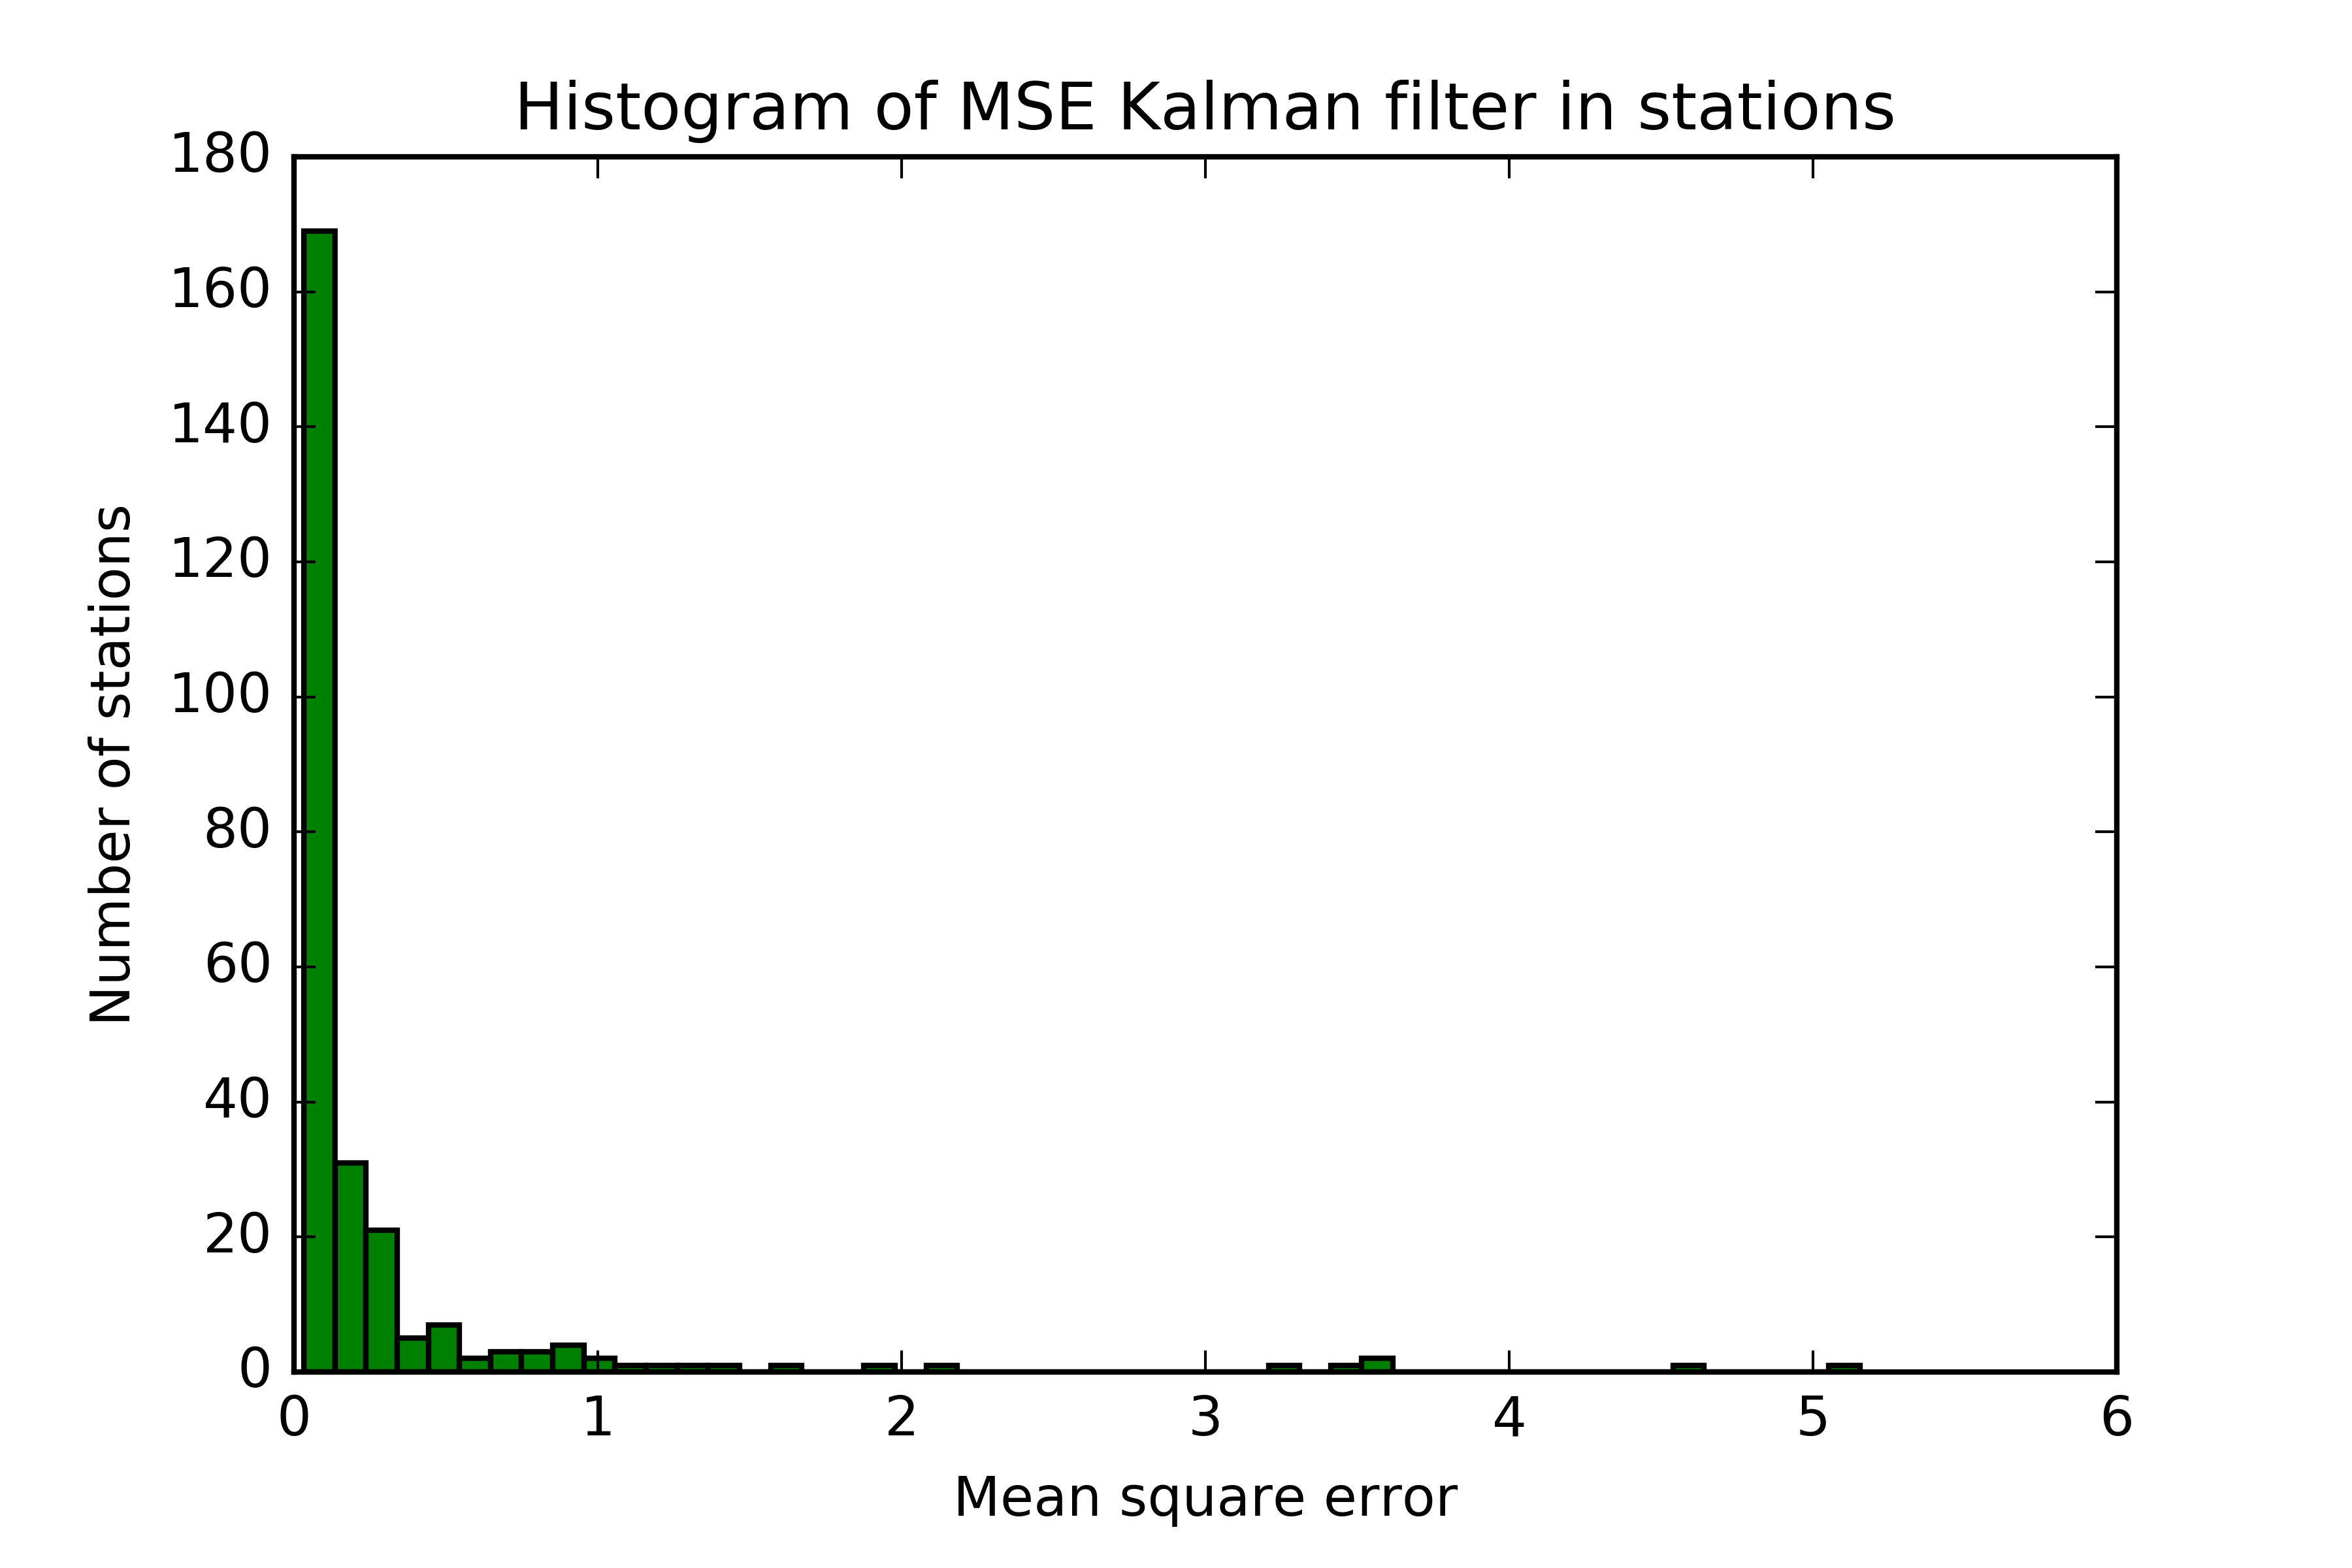 Histogram of MSE Kalman filter in stations
180
160
140
120
100
80
60
40
20
0
Number of stations
0 1 2 3 4 5 6
Mean square error